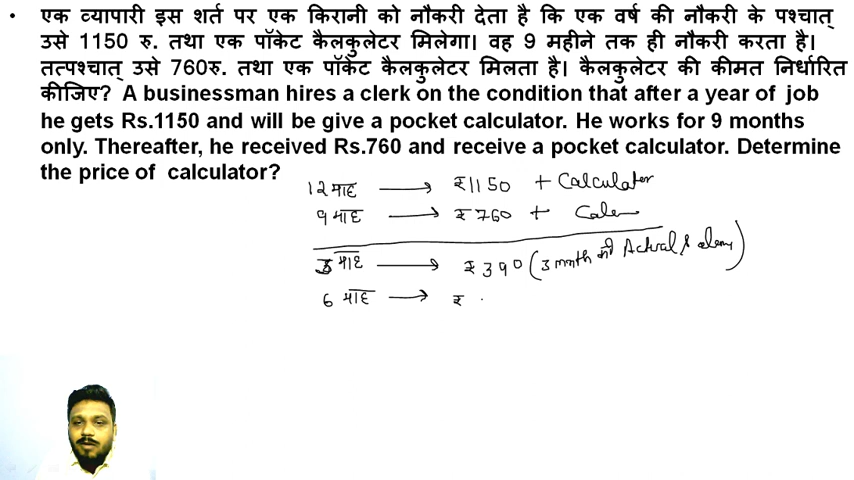 • एक व्यापारी इस शर्त पर एक किरानी को नौकरी देता है कि एक वर्ष की नौकरी के पश्चात्
उसे 1150 रु. तथा एक पॉकेट कैलकुलेटर मिलेगा। वह 9 महीने तक ही नौकरी करता है।
तत्पश्चात् उसे 760रु. तथा एक पॉकेट कैलकुलेटर मिलता है। कैलकुलेटर की कीमत निर्धारित
कीजिए? A businessman hires a clerk on the condition that after a year of job
he gets Rs.1150 and will be give a pocket calculator. He works for 9 months
only. Thereafter, he received Rs.760 and receive a pocket calculator. Determine
the price of calculator?
12 माह → ₹1150 + Calculator
9 माह → ₹760 +
3 माह → ₹390 (3 month की Actual
6 माह → ₹